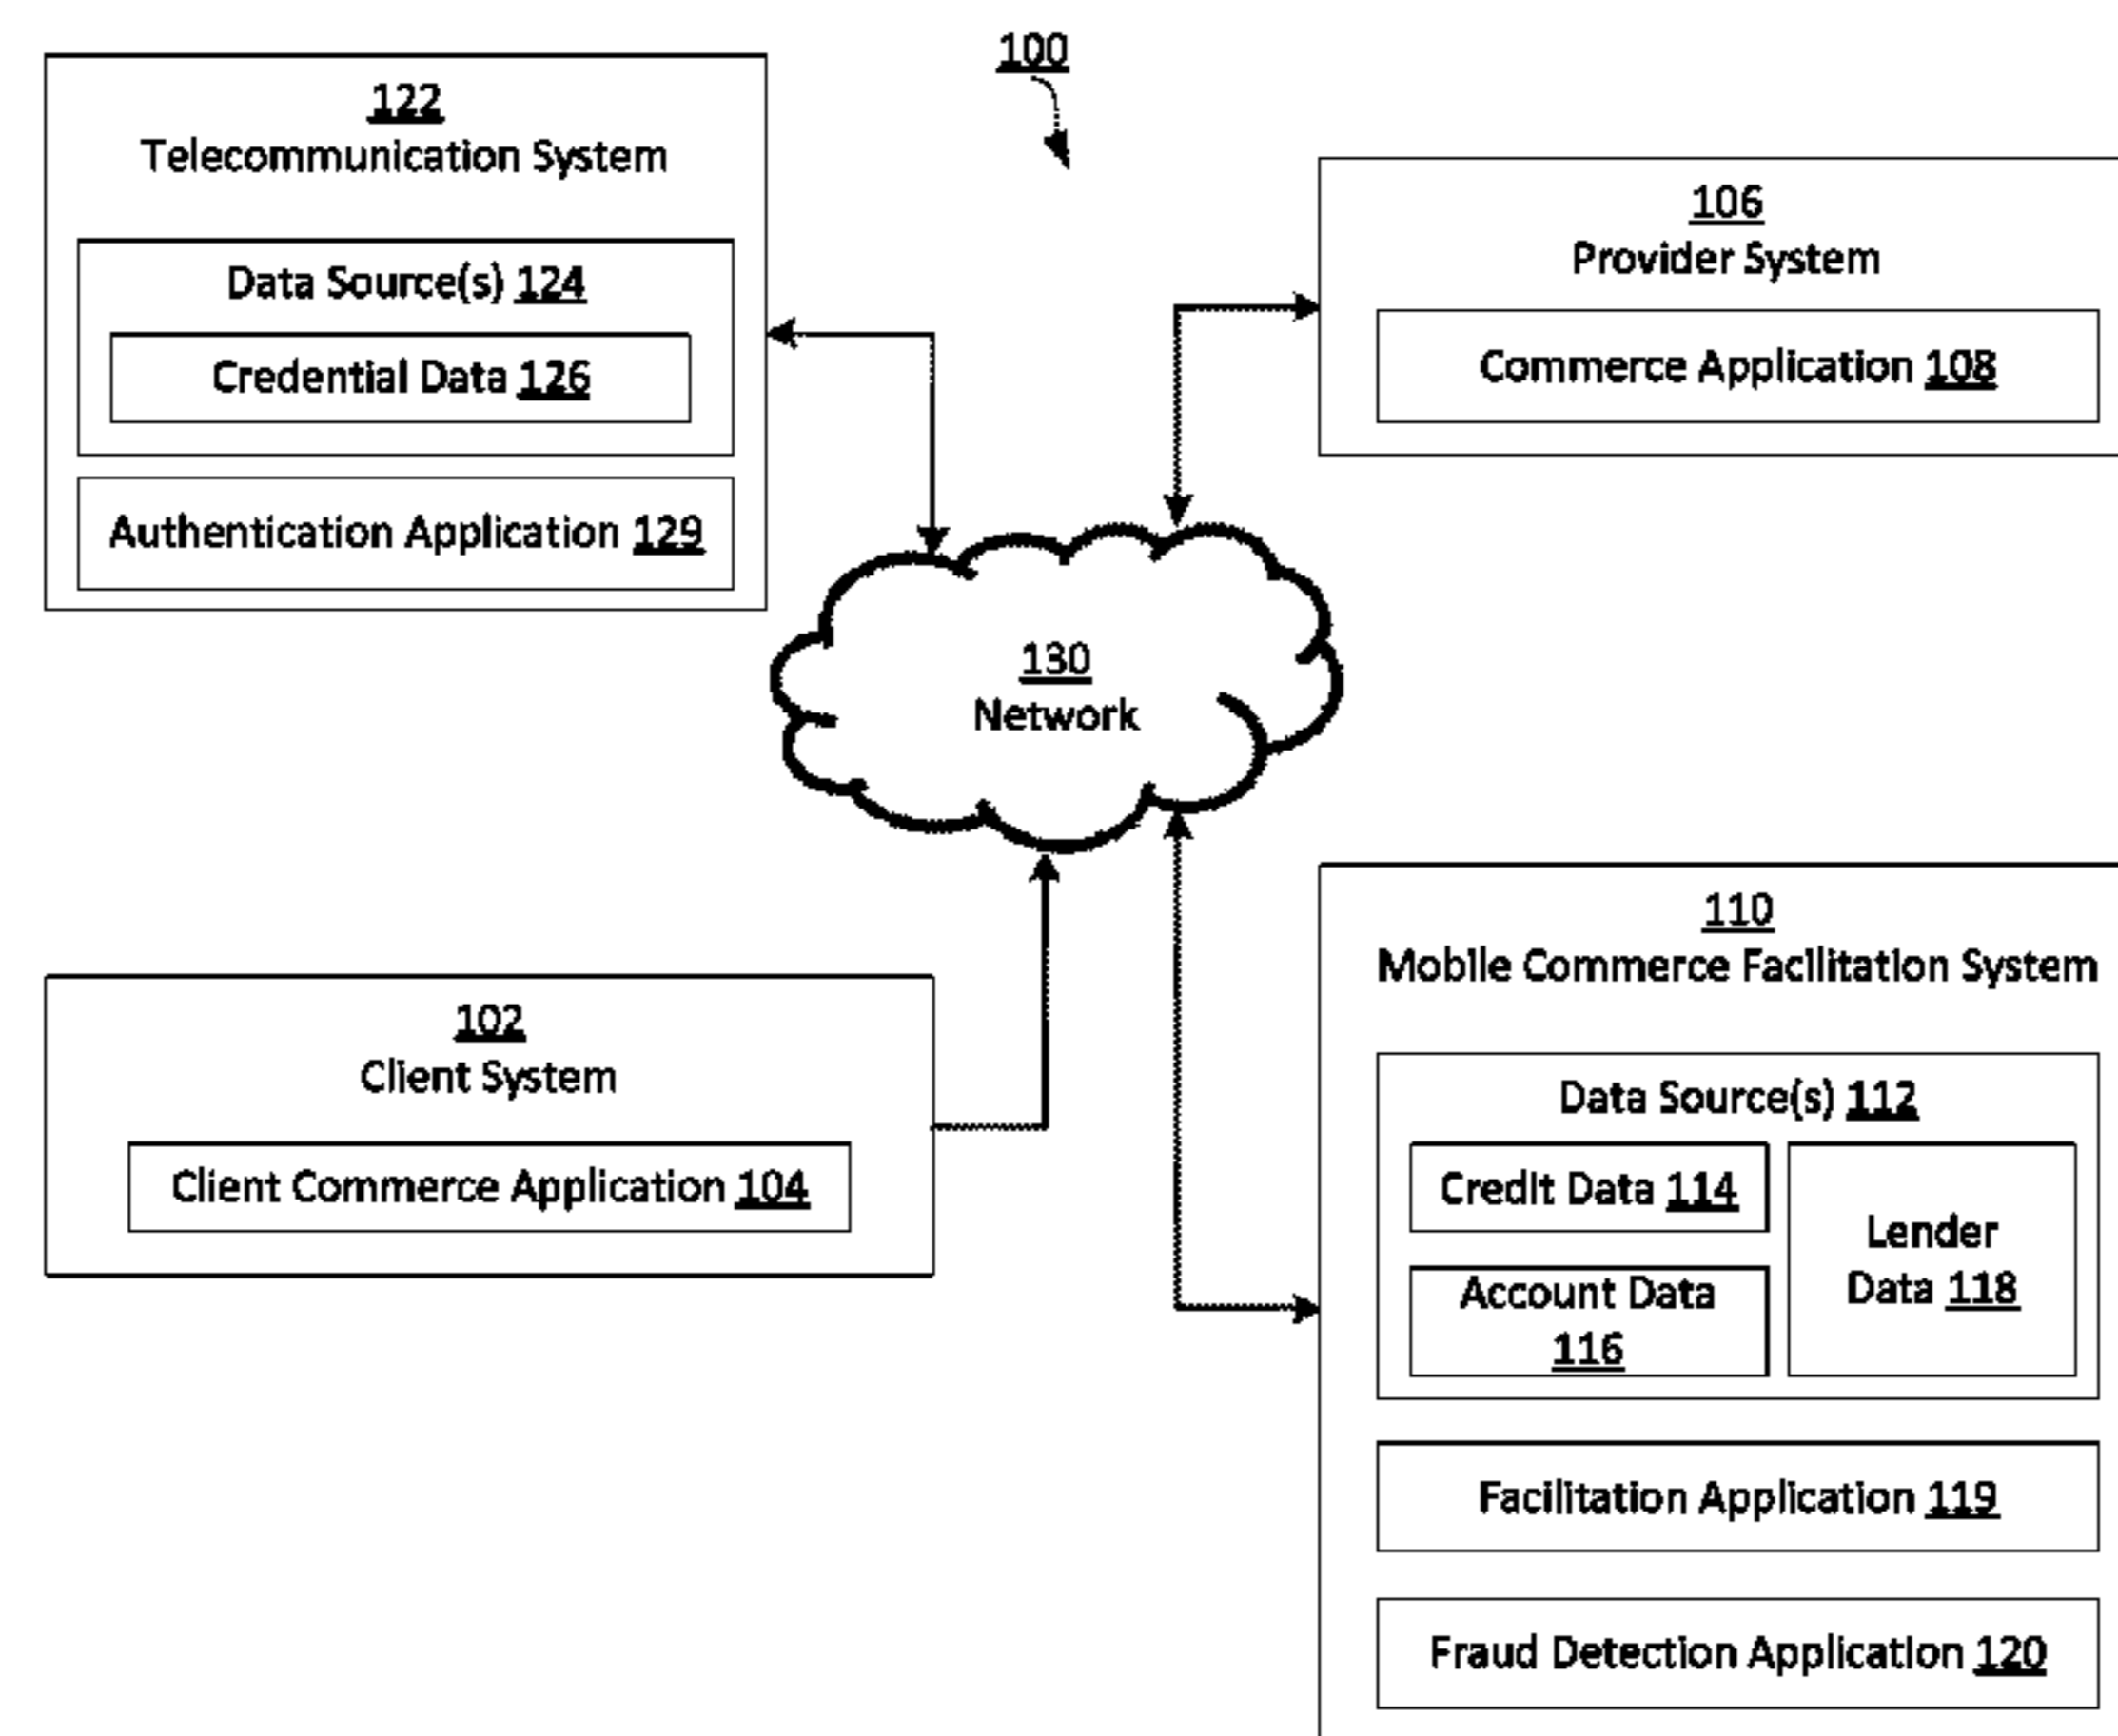 100
122
Telecommunication System
Data Source(s) 124
Credential Data 126
Authentication Application 129
106
Provider System
Commerce Application 108
130
Network
102
Client System
Client Commerce Application 104
110
Mobile Commerce Facilitation System
Data Source(s) 112
Credit Data 114
Account Data
116
Lender
Data 118
Facilitation Application 119
Fraud Detection Application 120